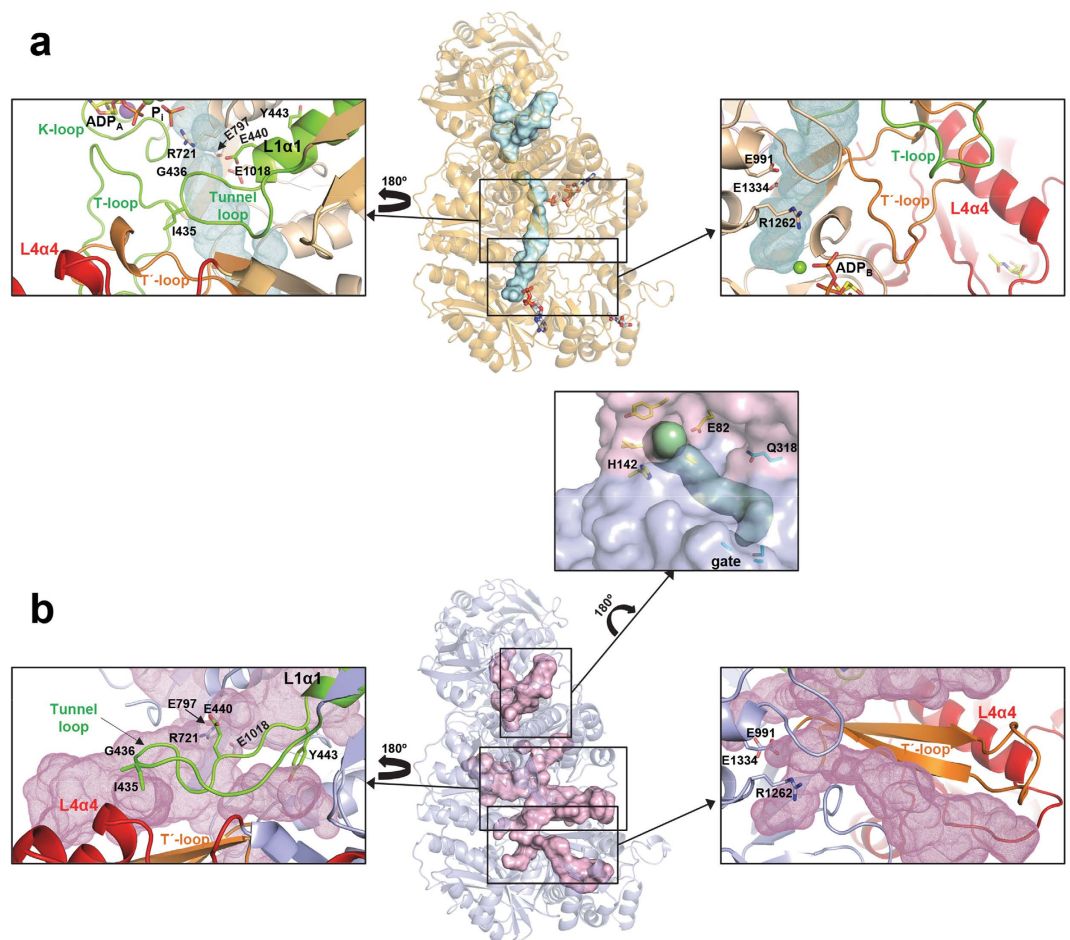 a
ADPA
Pi
K-loop
Y443
E797
E440
R721
L1α1
G436
E1018
T-loop
Tunnel
loop
I435
L4α4
T´-loop
180º
E991
T-loop
E1334
T´-loop
R1262
L4α4
ADPB
E82
Q318
H142
gate
180º
b
L1α1
E797
E440
Tunnel
loop
R721
E1018
G436
Y443
I435
L4α4
T´-loop
180º
L4α4
E991
T´-loop
E1334
R1262